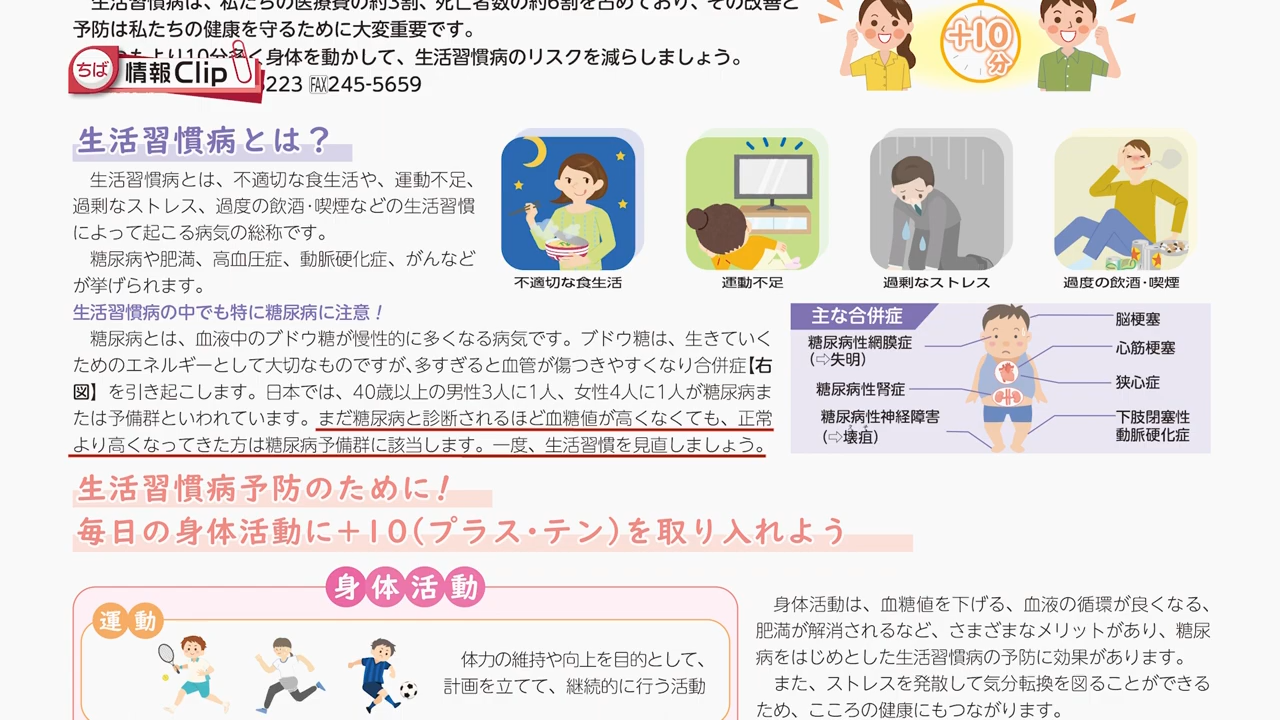 生活習慣病は、私たちの医療費の約3割、死亡者数の約6割を占めており、その改善と
予防は私たちの健康を守るために大変重要です。
より10分多く身体を動かして、生活習慣病のリスクを減らしましょう。
ちば 情報Clip
223 FAX245-5659
+10分
生活習慣病とは?
生活習慣病とは、不適切な食生活や、運動不足、
過剰なストレス、過度の飲酒・喫煙などの生活習慣
によって起こる病気の総称です。
糖尿病や肥満、高血圧症、動脈硬化症、がんなど
が挙げられます。
不適切な食生活
運動不足
過剰なストレス
過度の飲酒・喫煙
生活習慣病の中でも特に糖尿病に注意!
糖尿病とは、血液中のブドウ糖が慢性的に多くなる病気です。ブドウ糖は、生きていく
ためのエネルギーとして大切なものですが、多すぎると血管が傷つきやすくなり合併症【右
図】を引き起こします。日本では、40歳以上の男性3人に1人、女性4人に1人が糖尿病ま
たは予備群といわれています。まだ糖尿病と診断されるほど血糖値が高くなくても、正常
より高くなってきた方は糖尿病予備群に該当します。一度、生活習慣を見直しましょう。
主な合併症
糖尿病性網膜症
(⇨失明)
糖尿病性腎症
糖尿病性神経障害
(⇨壊疽)
脳梗塞
心筋梗塞
狭心症
下肢閉塞性
動脈硬化症
生活習慣病予防のために!
毎日の身体活動に+10(プラス・テン)を取り入れよう
身体活動
運動
体力の維持や向上を目的として、
計画を立てて、継続的に行う活動
身体活動は、血糖値を下げる、血液の循環が良くなる、
肥満が解消されるなど、さまざまなメリットがあり、糖尿
病をはじめとした生活習慣病の予防に効果があります。
また、ストレスを発散して気分転換を図ることができる
ため、こころの健康にもつながります。